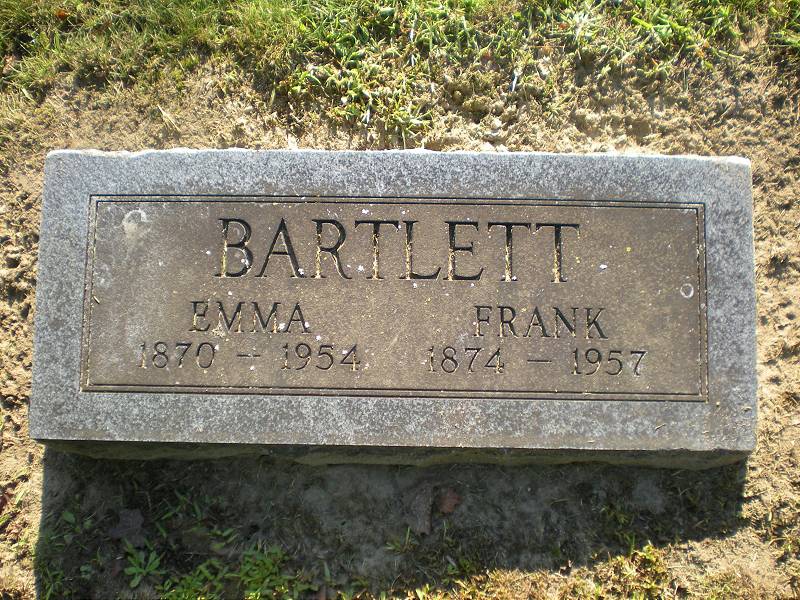 BARTLETT
EMMA FRANK
1870 - 1954 1874 - 1957